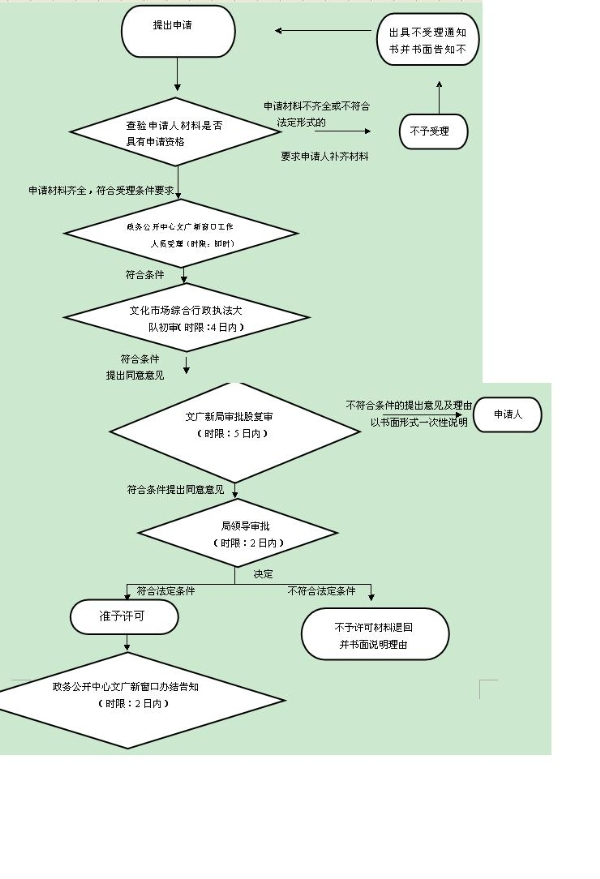 提出申请
出具不受理通知
书并书面告知不
查验申请人材料是否
具有申请资格
申请材料不齐全或不符合
法定形式的
要求申请人补齐材料
不予受理
申请材料齐全，符合受理条件要求
政务公开中心文广新窗口工作
人员受理（时限：即时）
符合条件
文化市场综合行政执法大
队初审（时限：4日内）
符合条件
提出同意意见
文广新局审批股复审
（时限：5日内）
不符合条件的提出意见及理由
以书面形式一次性说明
申请人
符合条件提出同意意见
局领导审批
（时限：2日内）
决定
符合法定条件
不符合法定条件
准予许可
不予许可材料退回
并书面说明理由
政务公开中心文广新窗口办结告知
（时限：2日内）